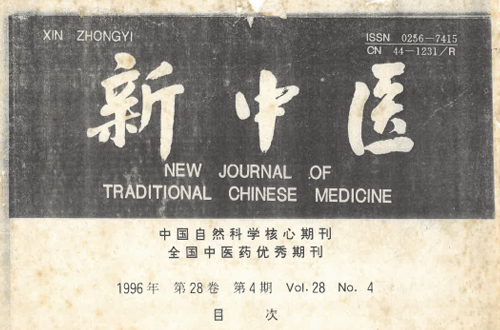 XIN ZHONGYI
ISSN 0256-7415
CN 44-1231/R
新中医
NEW JOURNAL OF
TRADITIONAL CHINESE MEDICINE
中国自然科学核心期刊
全国中医药优秀期刊
1996年 第28卷 第4期 Vol.28 No. 4
目 次